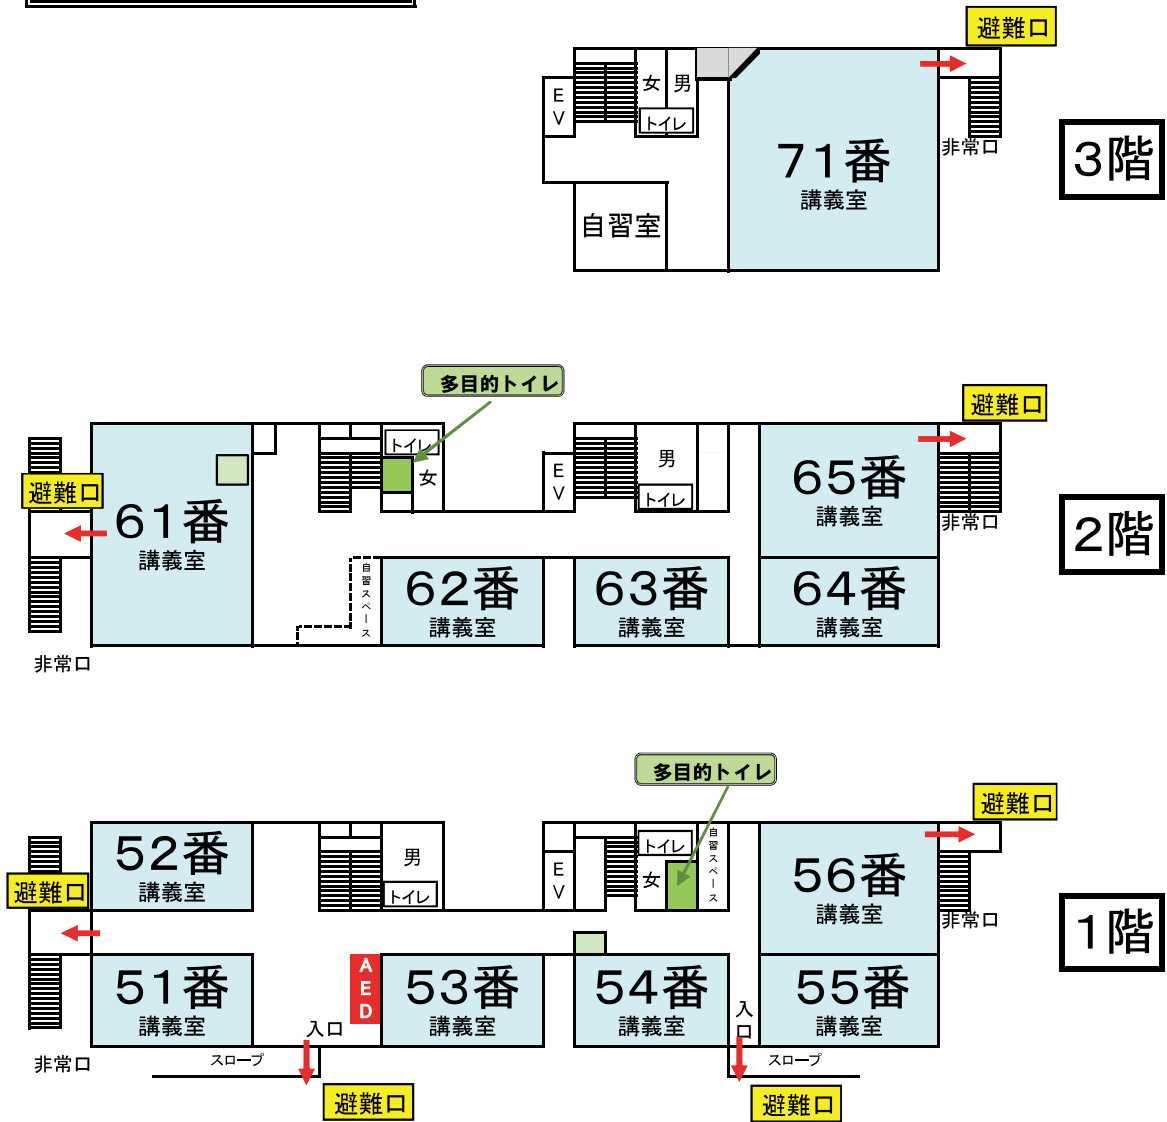 避難口
女
男
トイレ
E
V
71番
講義室
非常口
3階
自習室
多目的トイレ
避難口
トイレ
女
E
V
男
トイレ
65番
講義室
非常口
避難口
61番
講義室
2階
自習スペース
62番
講義室
63番
講義室
64番
講義室
非常口
多目的トイレ
避難口
52番
講義室
男
トイレ
E
V
トイレ
女
自習スペース
56番
講義室
避難口
非常口
1階
51番
講義室
AED
53番
講義室
54番
講義室
55番
講義室
入口
入口
非常口
スロープ
スロープ
避難口
避難口